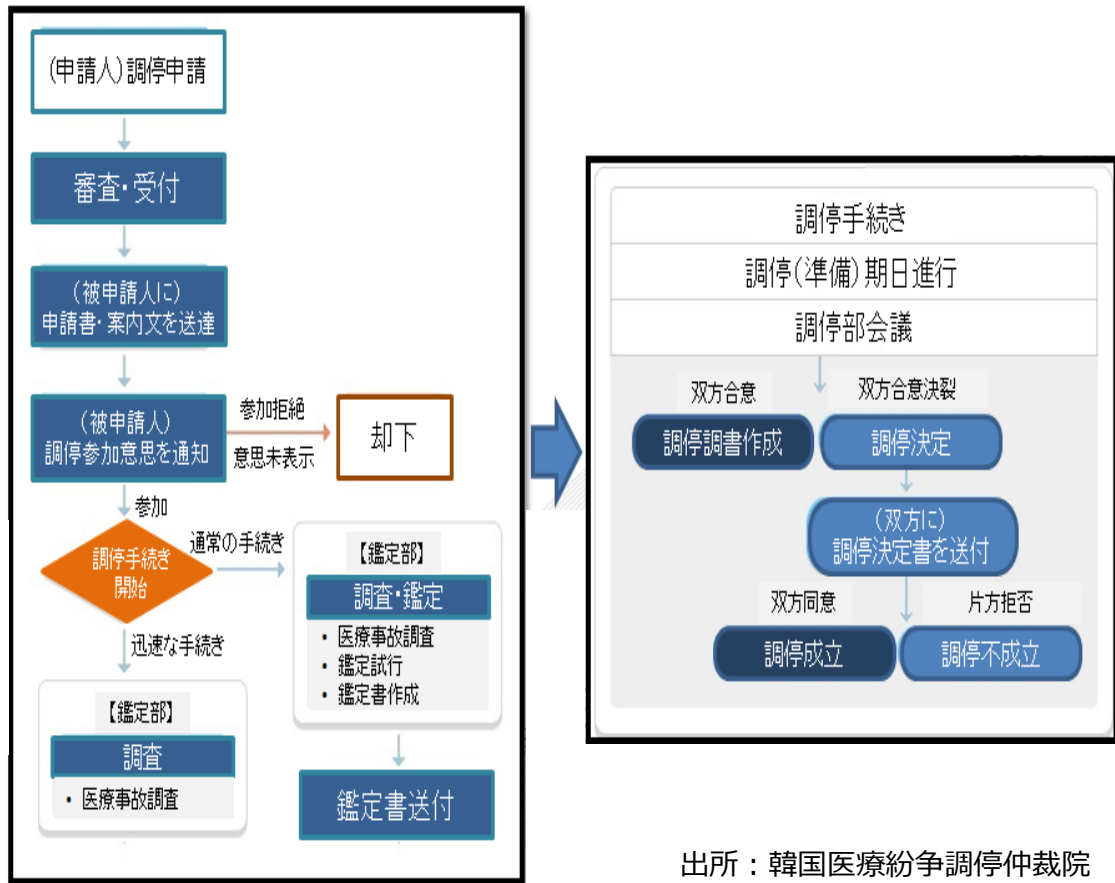 (申請人)調停申請
審査・受付
(被申請人に)
申請書・案内文を送達
(被申請人)
調停参加意思を通知
参加拒絶
意思未表示
却下
参加
調停手続き
開始
通常の手続き
迅速な手続き
【鑑定部】
調査・鑑定
• 医療事故調査
• 鑑定試行
• 鑑定書作成
【鑑定部】
調査
• 医療事故調査
鑑定書送付
調停手続き
調停(準備)期日進行
調停部会議
双方合意
双方合意決裂
調停調書作成
調停決定
(双方に)
調停決定書を送付
双方同意
片方拒否
調停成立
調停不成立
出所：韓国医療紛争調停仲裁院